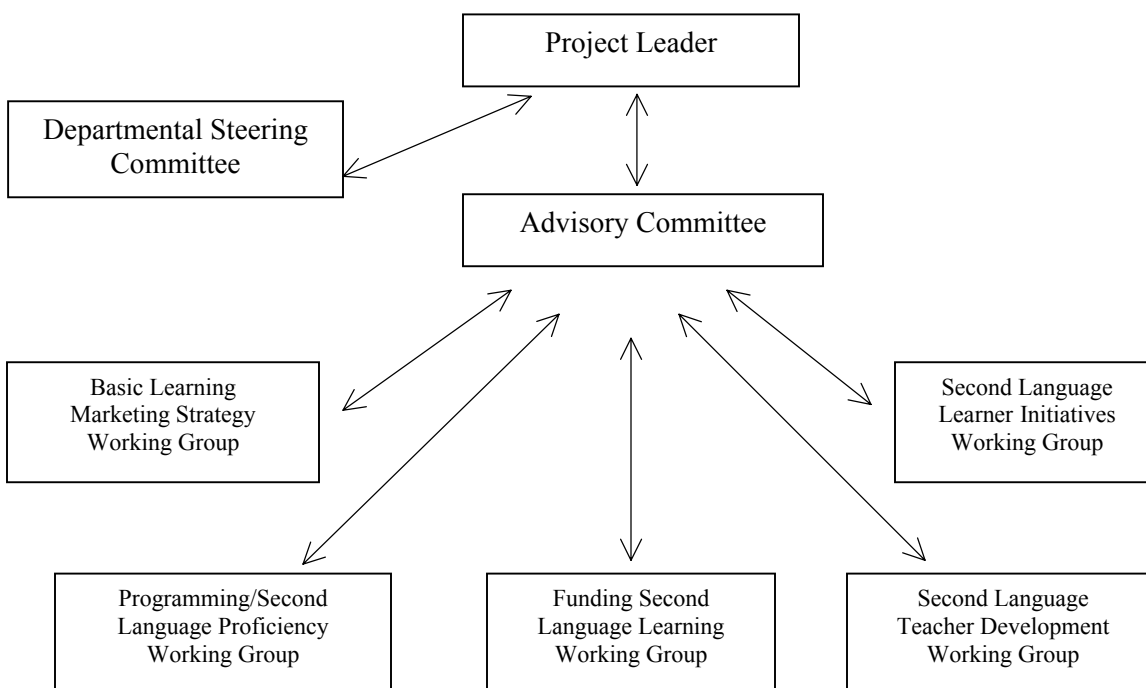 Project Leader
Departmental Steering
Committee
Advisory Committee
Basic Learning
Marketing Strategy
Working Group
Second Language
Learner Initiatives
Working Group
Programming/Second
Language Proficiency
Working Group
Funding Second
Language Learning
Working Group
Second Language
Teacher Development
Working Group